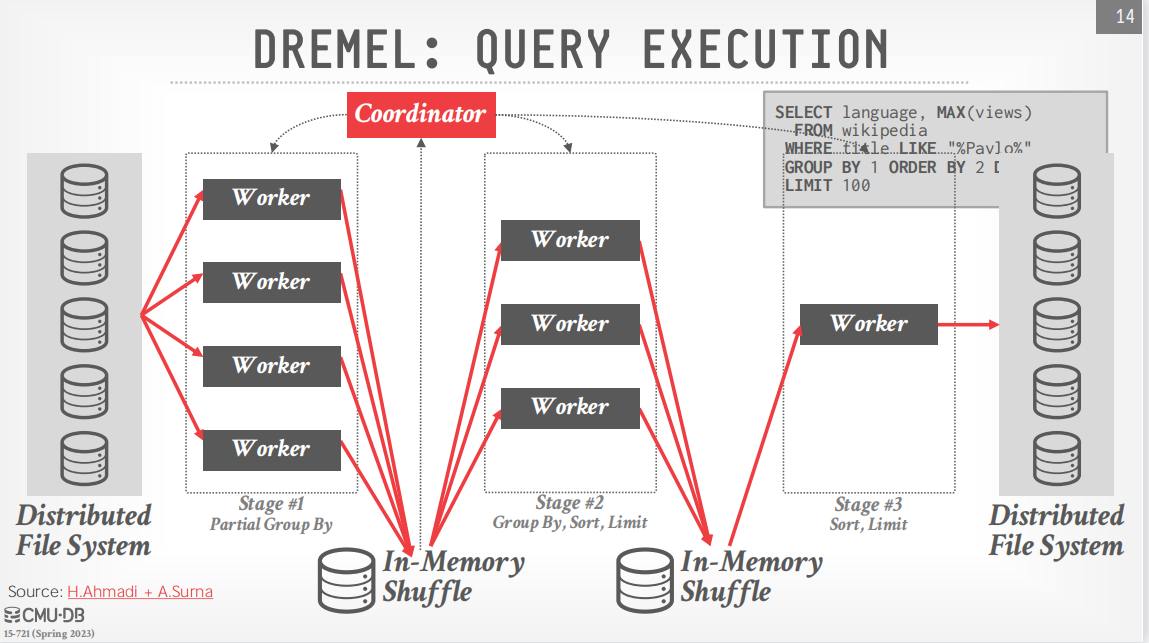 14
DREMEL: QUERY EXECUTION
Coordinator
SELECT language, MAX(views)
FROM wikipedia
WHERE title LIKE "%Pavlo%"
GROUP BY 1 ORDER BY 2 D
LIMIT 100
Worker
Worker
Worker
Worker
Worker
Worker
Worker
Worker
Distributed
File System
Stage #1
Partial Group By
Stage #2
Group By, Sort, Limit
Stage #3
Sort, Limit
Distributed
File System
In-Memory
Shuffle
In-Memory
Shuffle
Source: H.Ahmadi + A.Surna
CMU·DB
15-721 (Spring 2023)